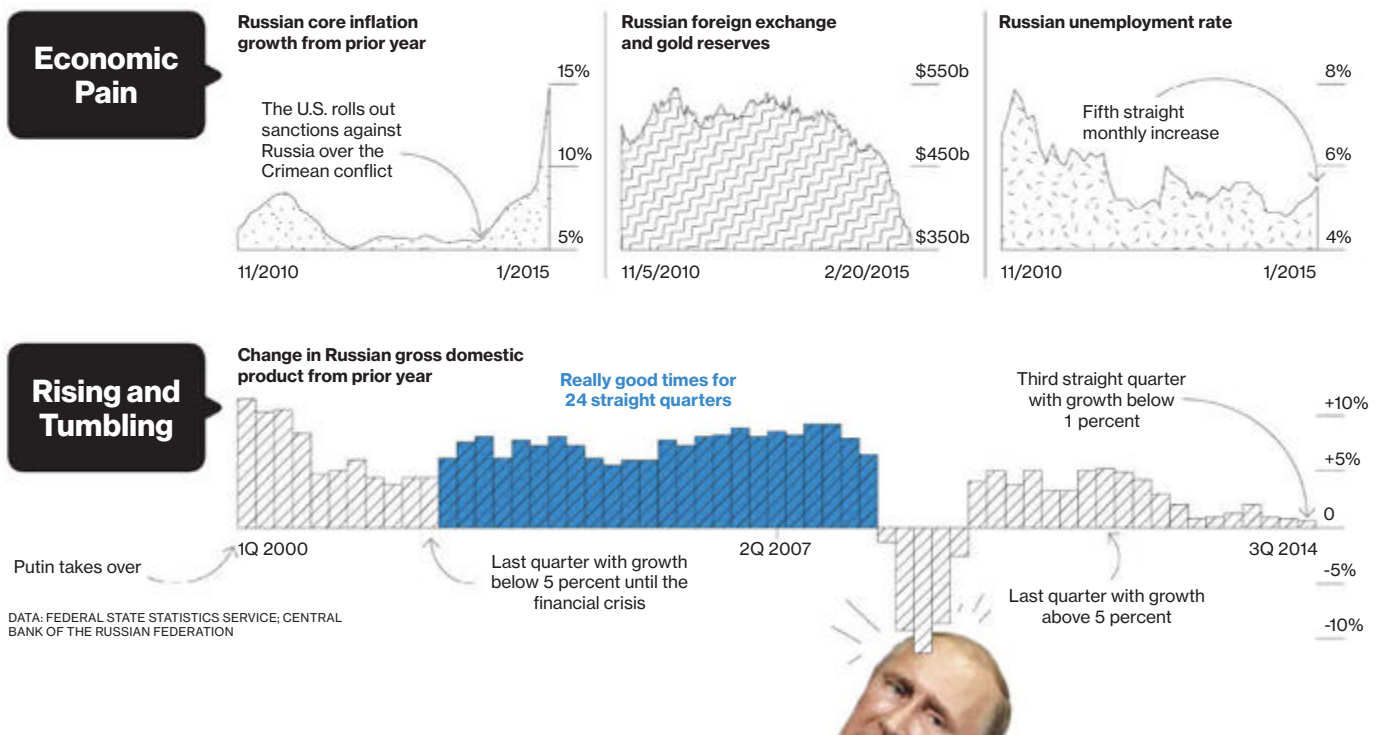 Economic
Pain
Russian core inflation
growth from prior year
15%
10%
5%
The U.S. rolls out
sanctions against
Russia over the
Crimean conflict
11/2010
1/2015
Russian foreign exchange
and gold reserves
$550b
$450b
$350b
11/5/2010
2/20/2015
Russian unemployment rate
8%
6%
4%
Fifth straight
monthly increase
11/2010
1/2015
Rising and
Tumbling
Change in Russian gross domestic
product from prior year
Really good times for
24 straight quarters
Third straight quarter
with growth below
1 percent
+10%
+5%
0
-5%
-10%
1Q 2000
2Q 2007
3Q 2014
Putin takes over
Last quarter with growth
below 5 percent until the
financial crisis
Last quarter with growth
above 5 percent
DATA: FEDERAL STATE STATISTICS SERVICE; CENTRAL
BANK OF THE RUSSIAN FEDERATION